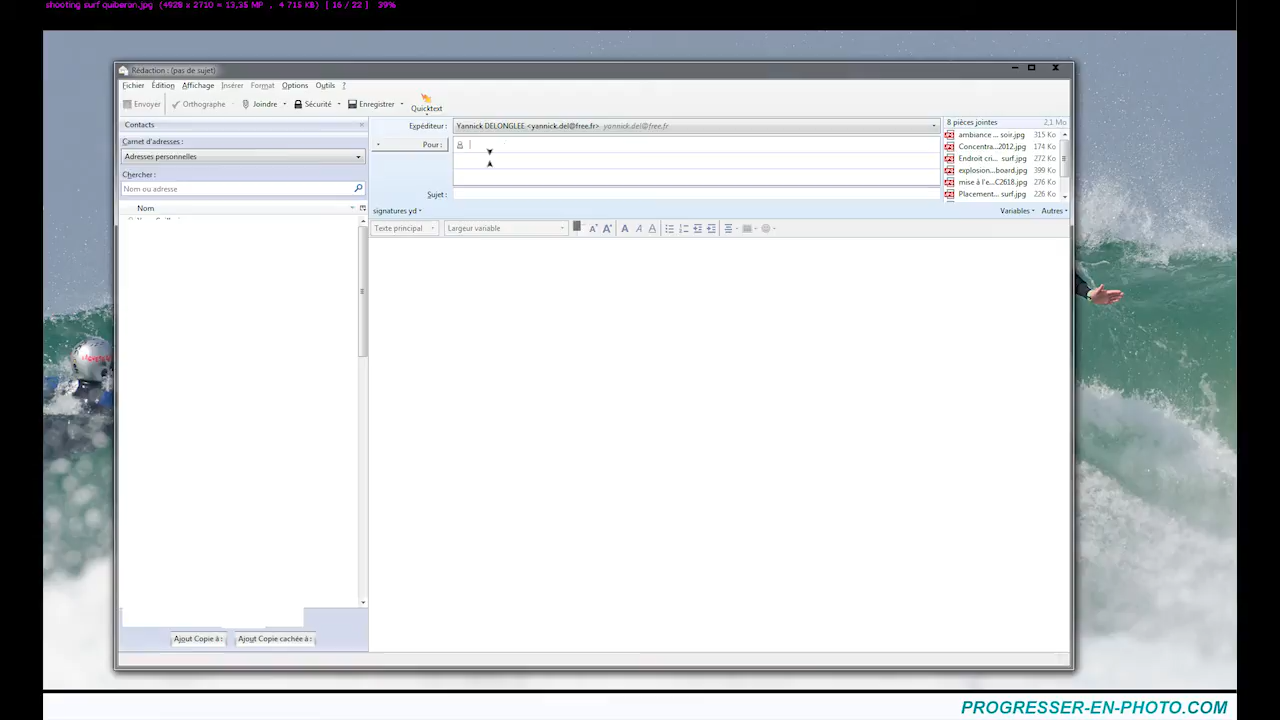 shooting surf quiberon.jpg (4928 x 2710 = 13,35 MP , 4 715 KB) [ 16 / 22 ] 39%
Rédaction : (pas de sujet)
Fichier Édition Affichage Insérer Format Options Outils ?
Envoyer Orthographe Joindre Sécurité Enregistrer Quicktext
Contacts
Carnet d'adresses :
Adresses personnelles
Chercher :
Nom ou adresse
Nom
Expéditeur : Yannick DELONGLEE <yannick.del@free.fr> yannick.del@free.fr
Pour :
Sujet :
8 pièces jointes 2,1 Mo
ambiance ... soir.jpg 315 Ko
Concentra...2012.jpg 174 Ko
Endroit cri... surf.jpg 272 Ko
explosion...board.jpg 399 Ko
mise à l'e...C2618.jpg 276 Ko
Placement... surf.jpg 226 Ko
signatures yd Variables Autres
Texte principal Largeur variable
Ajout Copie à : Ajout Copie cachée à :
PROGRESSER-EN-PHOTO.COM